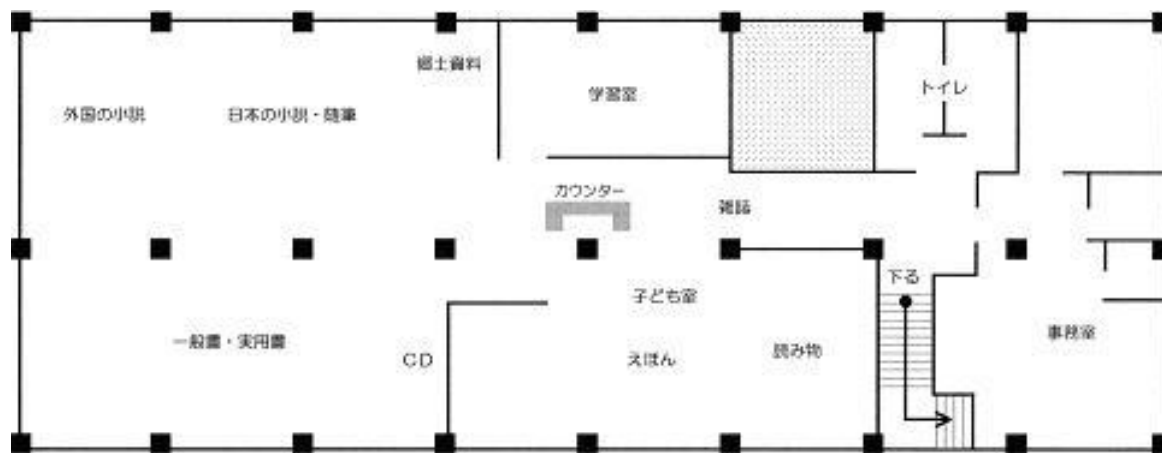 郷土資料
学習室
トイレ
外国の小説
日本の小説・随筆
カウンター
雑誌
下る
子ども室
一般書・実用書
CD
えほん
読み物
事務室